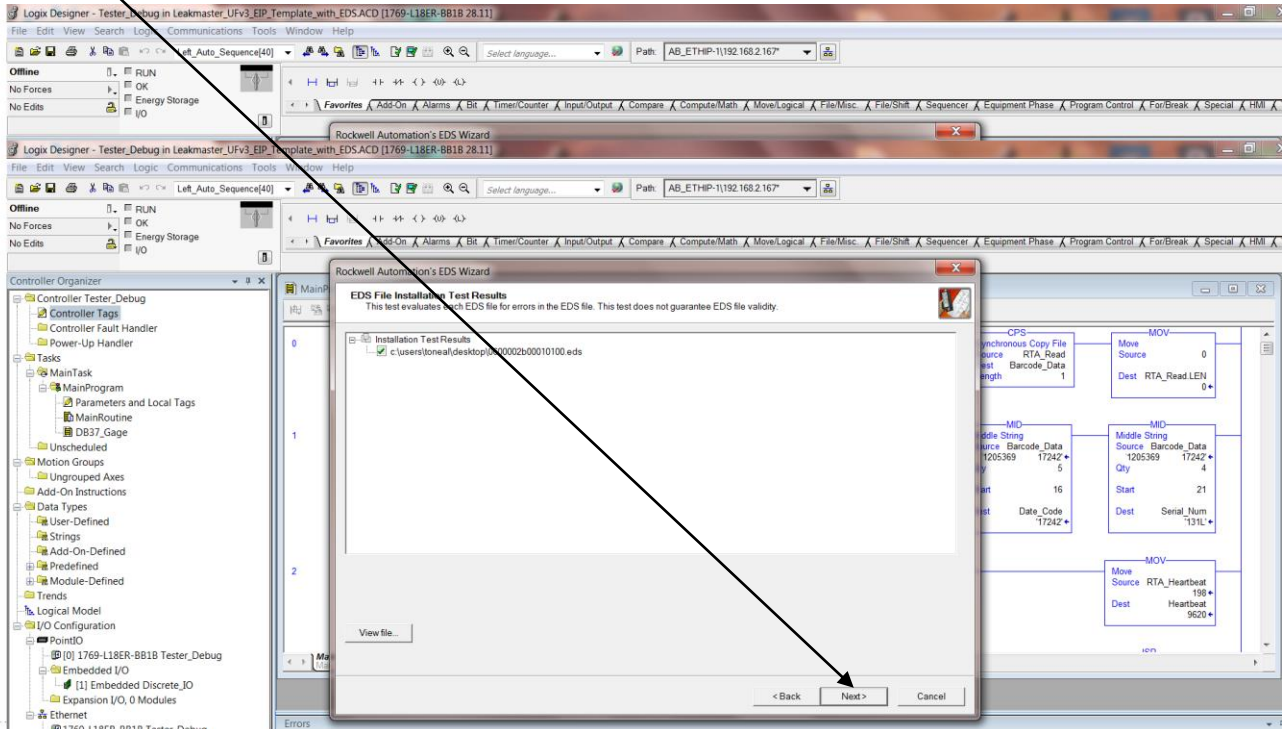 Logix Designer - Tester_Debug in Leakmaster_UFv3_EIP_Template_with_EDS.ACD [1769-L18ER-BB1B 28.11]
File Edit View Search Logic Communications Tools Window Help
Left_Auto_Sequence[40] Select language... Path: AB_ETHIP-1\192.168.2.167*
Offline RUN
No Forces OK
No Edits Energy Storage
I/O
Favorites Add-On Alarms Bit Timer/Counter Input/Output Compare Compute/Math Move/Logical File/Misc. File/Shift Sequencer Equipment Phase Program Control For/Break Special HMI
Rockwell Automation's EDS Wizard
Logix Designer - Tester_Debug in Leakmaster_UFv3_EIP_Template_with_EDS.ACD [1769-L18ER-BB1B 28.11]
File Edit View Search Logic Communications Tools Window Help
Left_Auto_Sequence[40] Select language... Path: AB_ETHIP-1\192.168.2.167*
Offline RUN
No Forces OK
No Edits Energy Storage
I/O
Favorites Add-On Alarms Bit Timer/Counter Input/Output Compare Compute/Math Move/Logical File/Misc. File/Shift Sequencer Equipment Phase Program Control For/Break Special HMI
Controller Organizer
Controller Tester_Debug
Controller Tags
Controller Fault Handler
Power-Up Handler
Tasks
MainTask
MainProgram
Parameters and Local Tags
MainRoutine
DB37_Gage
Unscheduled
Motion Groups
Ungrouped Axes
Add-On Instructions
Data Types
User-Defined
Strings
Add-On-Defined
Predefined
Module-Defined
Trends
Logical Model
I/O Configuration
PointIO
[0] 1769-L18ER-BB1B Tester_Debug
Embedded I/O
[1] Embedded Discrete_IO
Expansion I/O, 0 Modules
Ethernet
1769-L18ER-BB1B Tester_Debug
MainP
0
1
2
Rockwell Automation's EDS Wizard
EDS File Installation Test Results
This test evaluates each EDS file for errors in the EDS file. This test does not guarantee EDS file validity.
Installation Test Results
c:\users\toneal\desktop\0000002b00010100.eds
View file...
<Back Next> Cancel
CPS
ynchronous Copy File
ource RTA_Read
est Barcode_Data
ength 1
MOV
Move
Source 0
Dest RTA_Read.LEN
0
MID
ddle String
urce Barcode_Data
'1205369 17242'
y 5
art 16
st Date_Code
'17242'
MID
Middle String
Source Barcode_Data
'1205369 17242'
Qty 4
Start 21
Dest Serial_Num
'131L'
MOV
Move
Source RTA_Heartbeat
198
Dest Heartbeat
9620
Errors